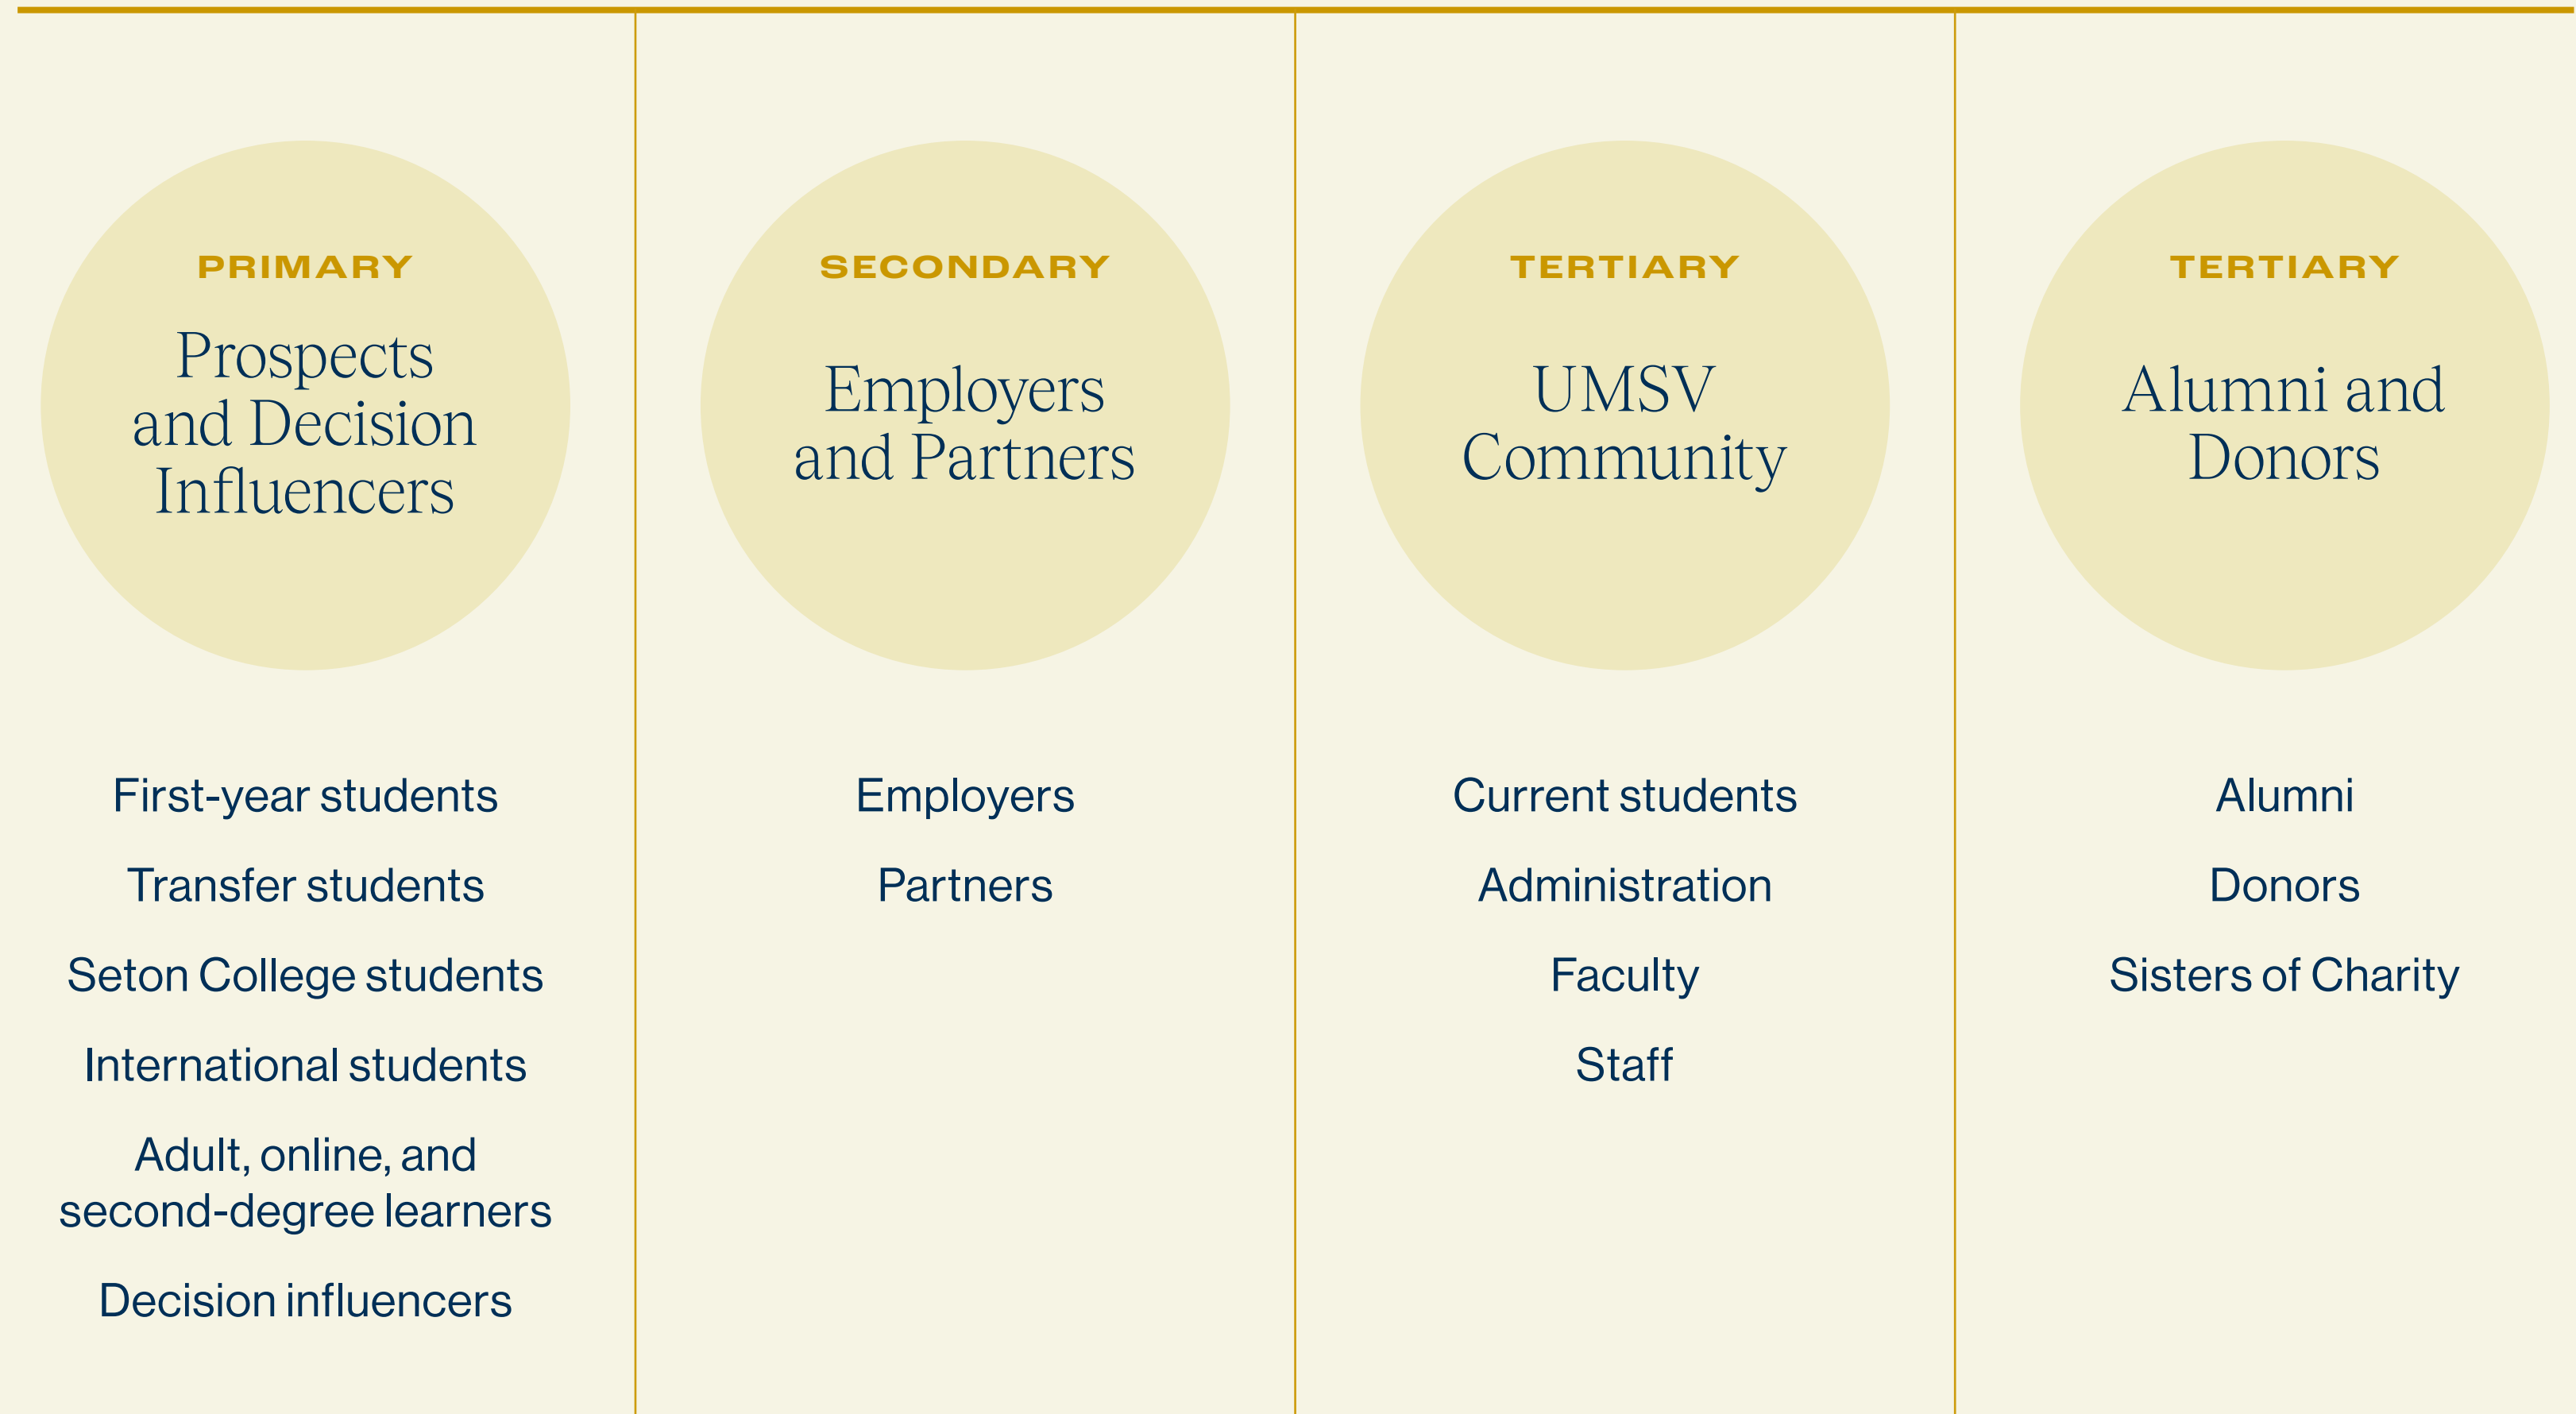 PRIMARY
Prospects
and Decision
Influencers
First-year students
Transfer students
Seton College students
International students
Adult, online, and
second-degree learners
Decision influencers
SECONDARY
Employers
and Partners
Employers
Partners
TERTIARY
UMSV
Community
Current students
Administration
Faculty
Staff
TERTIARY
Alumni and
Donors
Alumni
Donors
Sisters of Charity